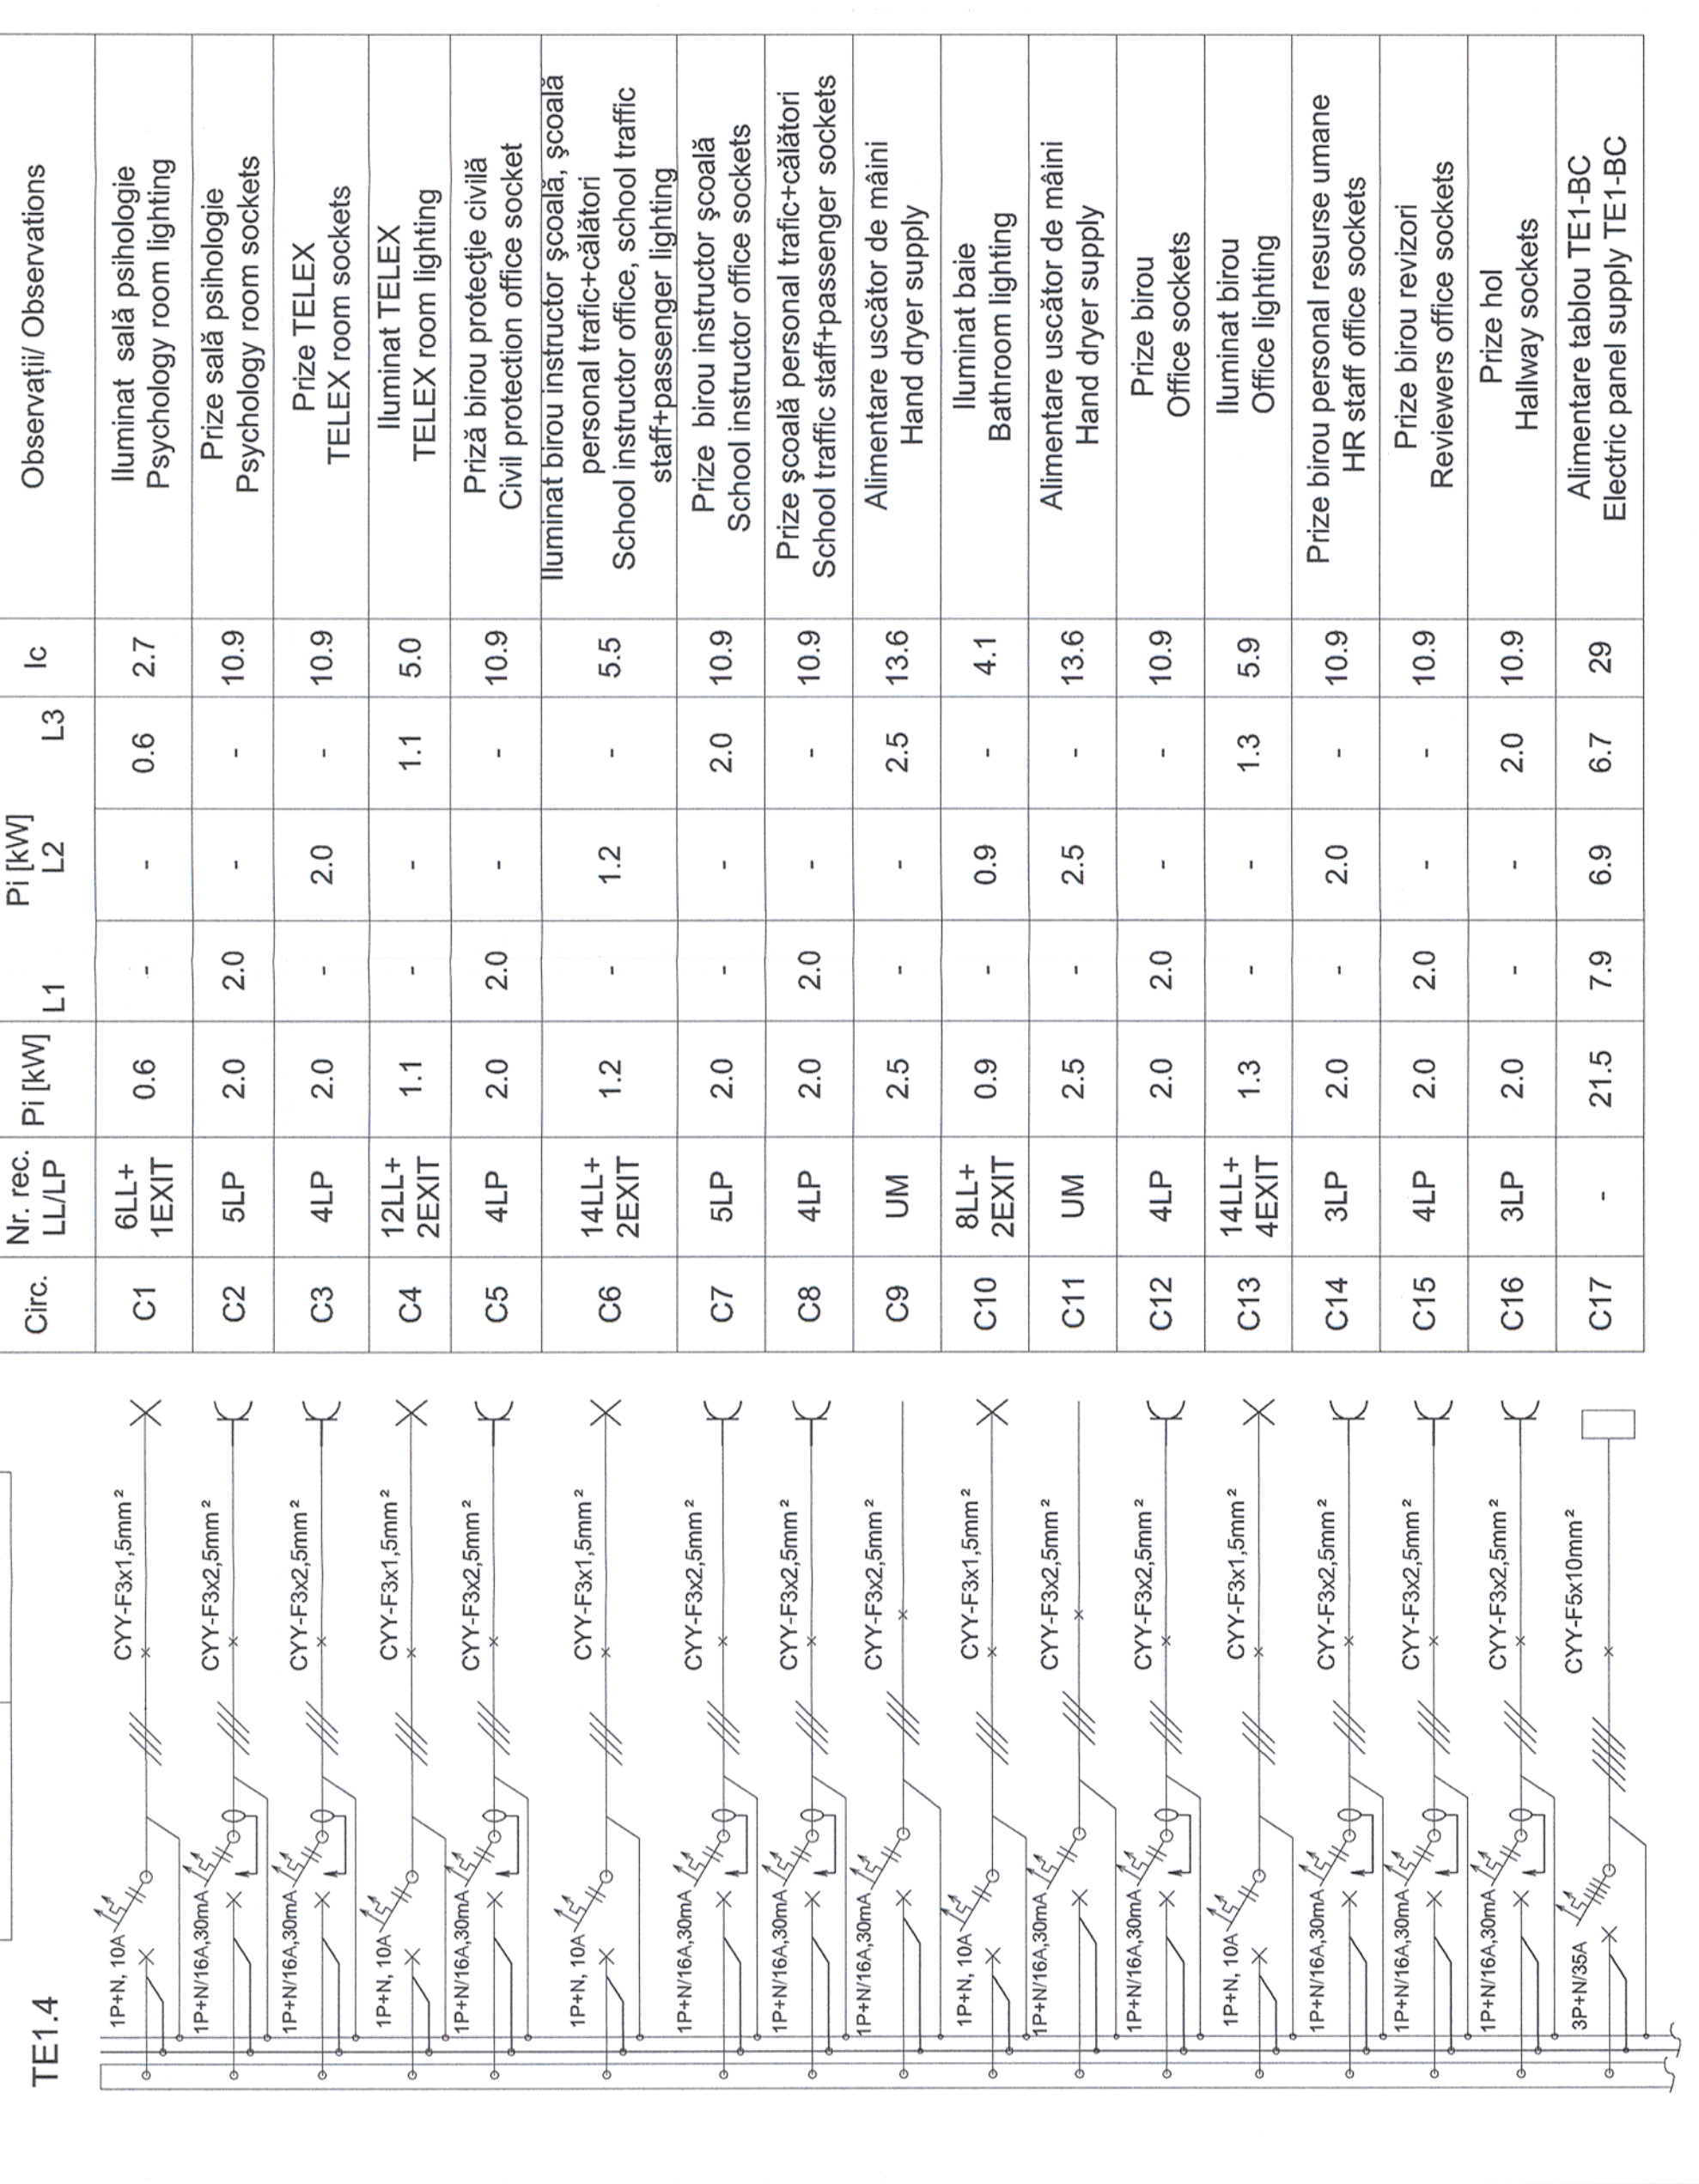 TE1.4
Circ.
Nr. rec.
LL/LP
Pi [kW]
Pi [kW]
L1
L2
L3
Ic
Observații/ Observations
1P+N, 10A
CYY-F3x1,5mm²
C1
6LL+
1EXIT
0.6
-
-
0.6
2.7
Iluminat sală psihologie
Psychology room lighting
1P+N/16A,30mA
CYY-F3x2,5mm²
C2
5LP
2.0
2.0
-
-
10.9
Prize sală psihologie
Psychology room sockets
1P+N/16A,30mA
CYY-F3x2,5mm²
C3
4LP
2.0
-
2.0
-
10.9
Prize TELEX
TELEX room sockets
1P+N, 10A
CYY-F3x1,5mm²
C4
12LL+
2EXIT
1.1
-
-
1.1
5.0
Iluminat TELEX
TELEX room lighting
1P+N/16A,30mA
CYY-F3x2,5mm²
C5
4LP
2.0
2.0
-
-
10.9
Priză birou protecţie civilă
Civil protection office socket
1P+N, 10A
CYY-F3x1,5mm²
C6
14LL+
2EXIT
1.2
-
1.2
-
5.5
Iluminat birou instructor şcoală, şcoală
personal trafic+călători
School instructor office, school traffic
staff+passenger lighting
1P+N/16A,30mA
CYY-F3x2,5mm²
C7
5LP
2.0
-
-
2.0
10.9
Prize birou instructor şcoală
School instructor office sockets
1P+N/16A,30mA
CYY-F3x2,5mm²
C8
4LP
2.0
2.0
-
-
10.9
Prize şcoală personal trafic+călători
School traffic staff+passenger sockets
1P+N/16A,30mA
CYY-F3x2,5mm²
C9
UM
2.5
-
-
2.5
13.6
Alimentare uscător de mâini
Hand dryer supply
1P+N, 10A
CYY-F3x1,5mm²
C10
8LL+
2EXIT
0.9
-
0.9
-
4.1
Iluminat baie
Bathroom lighting
1P+N/16A,30mA
CYY-F3x2,5mm²
C11
UM
2.5
-
2.5
-
13.6
Alimentare uscător de mâini
Hand dryer supply
1P+N/16A,30mA
CYY-F3x2,5mm²
C12
4LP
2.0
2.0
-
-
10.9
Prize birou
Office sockets
1P+N, 10A
CYY-F3x1,5mm²
C13
14LL+
4EXIT
1.3
-
-
1.3
5.9
Iluminat birou
Office lighting
1P+N/16A,30mA
CYY-F3x2,5mm²
C14
3LP
2.0
-
2.0
-
10.9
Prize birou personal resurse umane
HR staff office sockets
1P+N/16A,30mA
CYY-F3x2,5mm²
C15
4LP
2.0
2.0
-
-
10.9
Prize birou revizori
Reviewers office sockets
1P+N/16A,30mA
CYY-F3x2,5mm²
C16
3LP
2.0
-
-
2.0
10.9
Prize hol
Hallway sockets
3P+N/35A
CYY-F5x10mm²
C17
-
21.5
7.9
6.9
6.7
29
Alimentare tablou TE1-BC
Electric panel supply TE1-BC